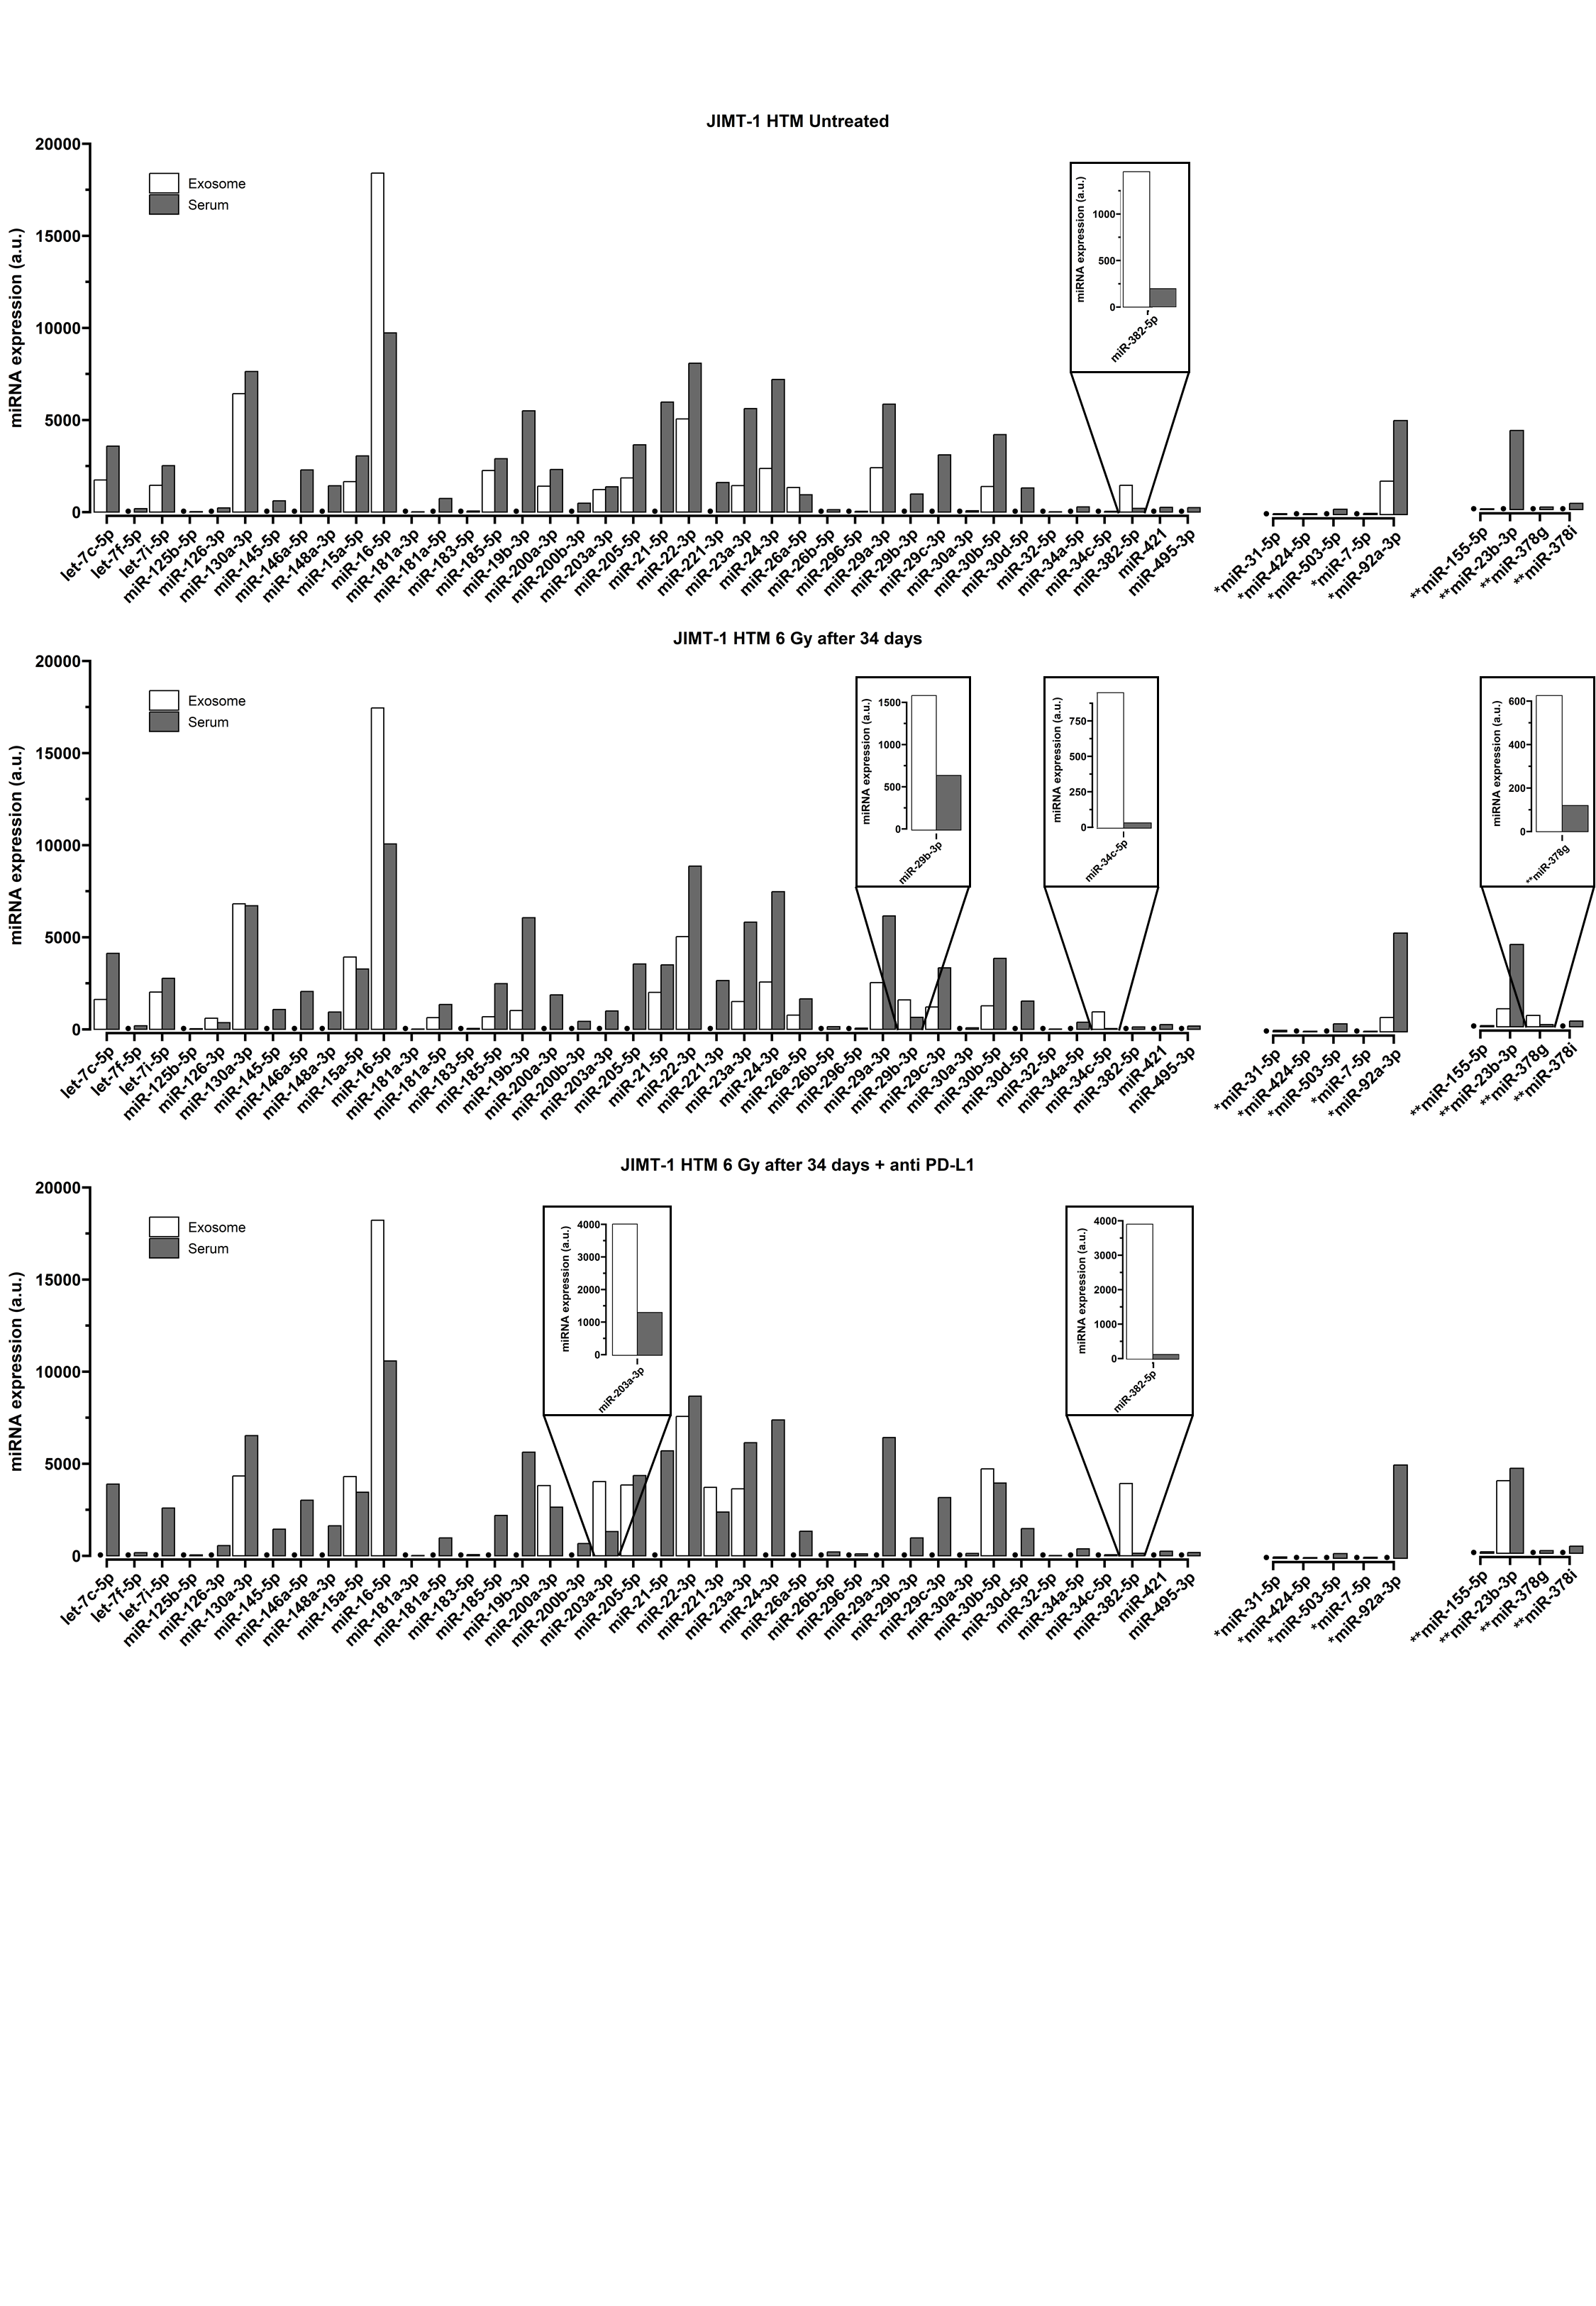 JIMT-1 HTM Untreated
miRNA expression (a.u.)
20000
15000
10000
5000
0
Exosome
Serum
miRNA expression (a.u.)
1000
500
0
miR-382-5p
let-7c-5p
let-7f-5p
let-7i-5p
miR-125b-5p
miR-126-3p
miR-130a-3p
miR-145-5p
miR-146a-5p
miR-148a-3p
miR-15a-5p
miR-16-5p
miR-181a-3p
miR-181a-5p
miR-183-5p
miR-185-5p
miR-19b-3p
miR-200a-3p
miR-200b-3p
miR-203a-3p
miR-205-5p
miR-21-5p
miR-22-3p
miR-221-3p
miR-23a-3p
miR-24-3p
miR-26a-5p
miR-26b-5p
miR-296-5p
miR-29a-3p
miR-29b-3p
miR-29c-3p
miR-30a-3p
miR-30b-5p
miR-30d-5p
miR-32-5p
miR-34a-5p
miR-34c-5p
miR-382-5p
miR-421
miR-495-3p
*miR-31-5p
*miR-424-5p
*miR-503-5p
*miR-7-5p
*miR-92a-3p
**miR-155-5p
**miR-23b-3p
**miR-378g
**miR-378i
JIMT-1 HTM 6 Gy after 34 days
miRNA expression (a.u.)
20000
15000
10000
5000
0
Exosome
Serum
miRNA expression (a.u.)
1500
1000
500
0
miR-29b-3p
miRNA expression (a.u.)
750
500
250
0
miR-34c-5p
miRNA expression (a.u.)
600
400
200
0
**miR-378g
let-7c-5p
let-7f-5p
let-7i-5p
miR-125b-5p
miR-126-3p
miR-130a-3p
miR-145-5p
miR-146a-5p
miR-148a-3p
miR-15a-5p
miR-16-5p
miR-181a-3p
miR-181a-5p
miR-183-5p
miR-185-5p
miR-19b-3p
miR-200a-3p
miR-200b-3p
miR-203a-3p
miR-205-5p
miR-21-5p
miR-22-3p
miR-221-3p
miR-23a-3p
miR-24-3p
miR-26a-5p
miR-26b-5p
miR-296-5p
miR-29a-3p
miR-29b-3p
miR-29c-3p
miR-30a-3p
miR-30b-5p
miR-30d-5p
miR-32-5p
miR-34a-5p
miR-34c-5p
miR-382-5p
miR-421
miR-495-3p
*miR-31-5p
*miR-424-5p
*miR-503-5p
*miR-7-5p
*miR-92a-3p
**miR-155-5p
**miR-23b-3p
**miR-378g
**miR-378i
JIMT-1 HTM 6 Gy after 34 days + anti PD-L1
miRNA expression (a.u.)
20000
15000
10000
5000
0
Exosome
Serum
miRNA expression (a.u.)
4000
3000
2000
1000
0
miR-203a-3p
miRNA expression (a.u.)
4000
3000
2000
1000
0
miR-382-5p
let-7c-5p
let-7f-5p
let-7i-5p
miR-125b-5p
miR-126-3p
miR-130a-3p
miR-145-5p
miR-146a-5p
miR-148a-3p
miR-15a-5p
miR-16-5p
miR-181a-3p
miR-181a-5p
miR-183-5p
miR-185-5p
miR-19b-3p
miR-200a-3p
miR-200b-3p
miR-203a-3p
miR-205-5p
miR-21-5p
miR-22-3p
miR-221-3p
miR-23a-3p
miR-24-3p
miR-26a-5p
miR-26b-5p
miR-296-5p
miR-29a-3p
miR-29b-3p
miR-29c-3p
miR-30a-3p
miR-30b-5p
miR-30d-5p
miR-32-5p
miR-34a-5p
miR-34c-5p
miR-382-5p
miR-421
miR-495-3p
*miR-31-5p
*miR-424-5p
*miR-503-5p
*miR-7-5p
*miR-92a-3p
**miR-155-5p
**miR-23b-3p
**miR-378g
**miR-378i